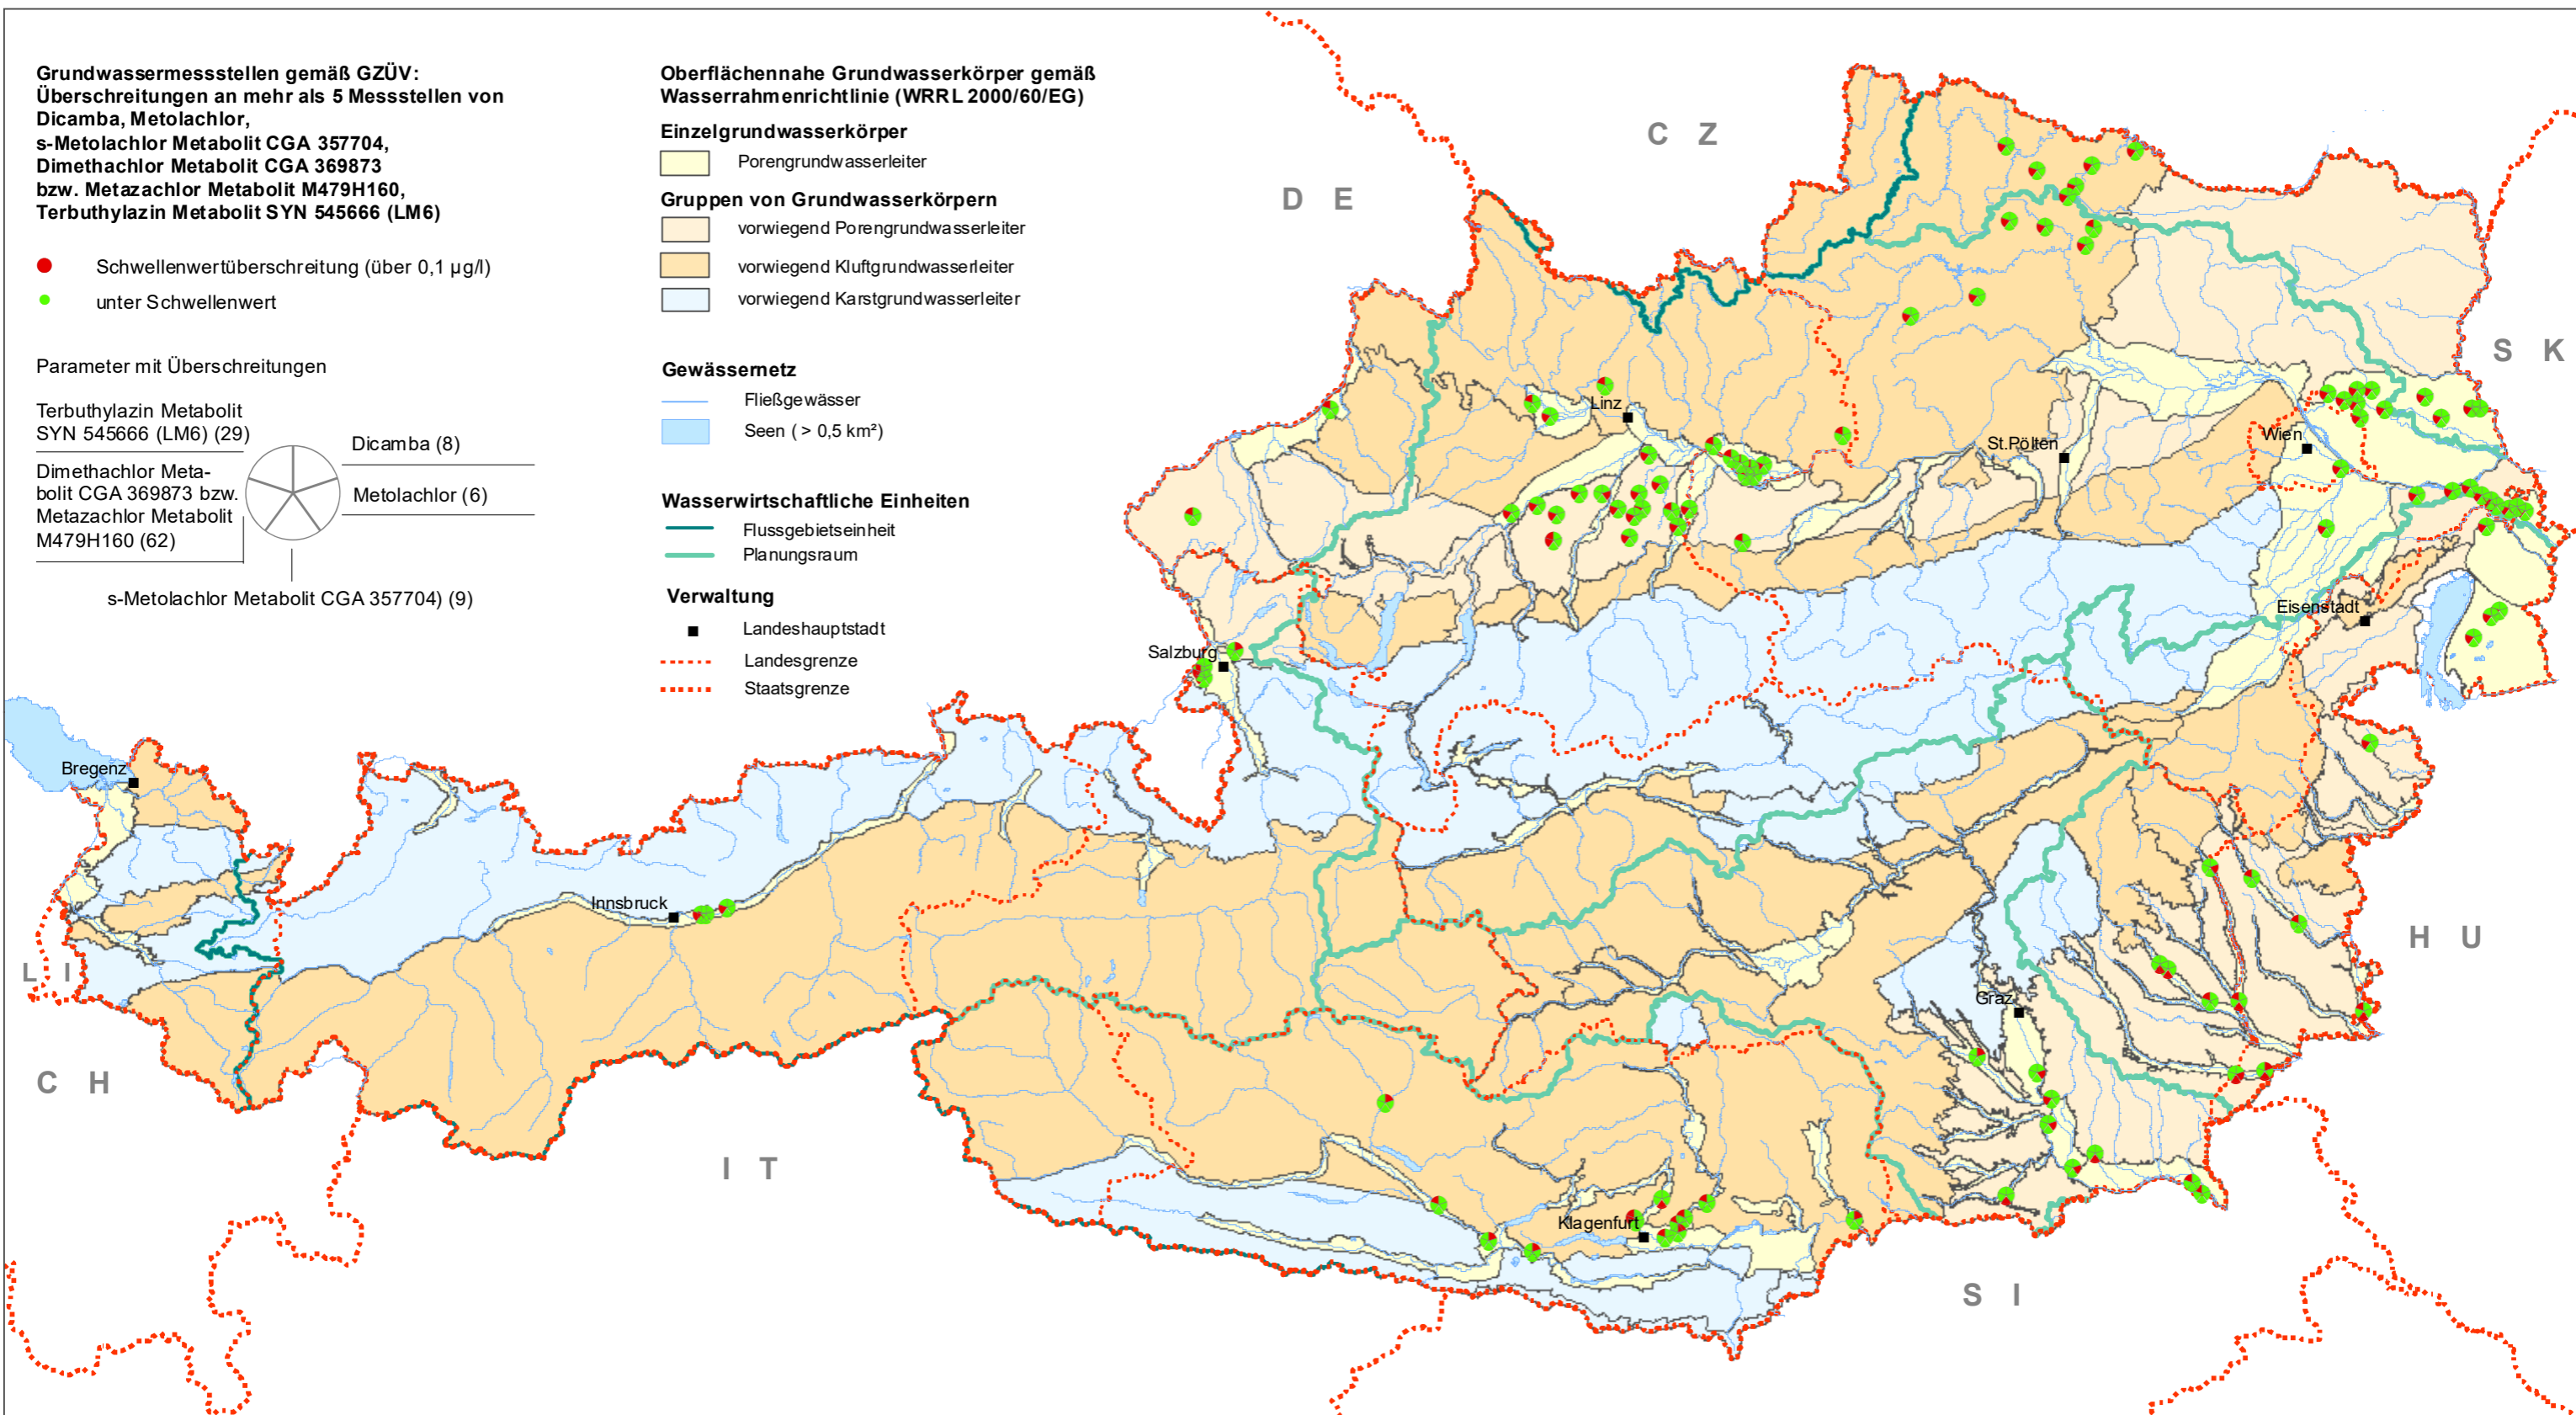 Grundwassermessstellen gemäß GZÜV:
Überschreitungen an mehr als 5 Messstellen von
Dicamba, Metolachlor,
s-Metolachlor Metabolit CGA 357704,
Dimethachlor Metabolit CGA 369873
bzw. Metazachlor Metabolit M479H160,
Terbuthylazin Metabolit SYN 545666 (LM6)
Schwellenwertüberschreitung (über 0,1 µg/l)
unter Schwellenwert
Parameter mit Überschreitungen
Terbuthylazin Metabolit
SYN 545666 (LM6) (29)
Dimethachlor Meta-
bolit CGA 369873 bzw.
Metazachlor Metabolit
M479H160 (62)
Dicamba (8)
Metolachlor (6)
s-Metolachlor Metabolit CGA 357704) (9)
Oberflächennahe Grundwasserkörper gemäß
Wasserrahmenrichtlinie (WRRL 2000/60/EG)
Einzelgrundwasserkörper
Porengrundwasserleiter
Gruppen von Grundwasserkörpern
vorwiegend Porengrundwasserleiter
vorwiegend Kluftgrundwasserleiter
vorwiegend Karstgrundwasserleiter
Gewässernetz
Fließgewässer
Seen ( > 0,5 km²)
Wasserwirtschaftliche Einheiten
Flussgebietseinheit
Planungsraum
Verwaltung
Landeshauptstadt
Landesgrenze
Staatsgrenze
C Z
D E
S K
Linz
St.Pölten
Wien
Eisenstadt
Salzburg
Bregenz
Innsbruck
L I
H U
Graz
C H
I T
Klagenfurt
S I